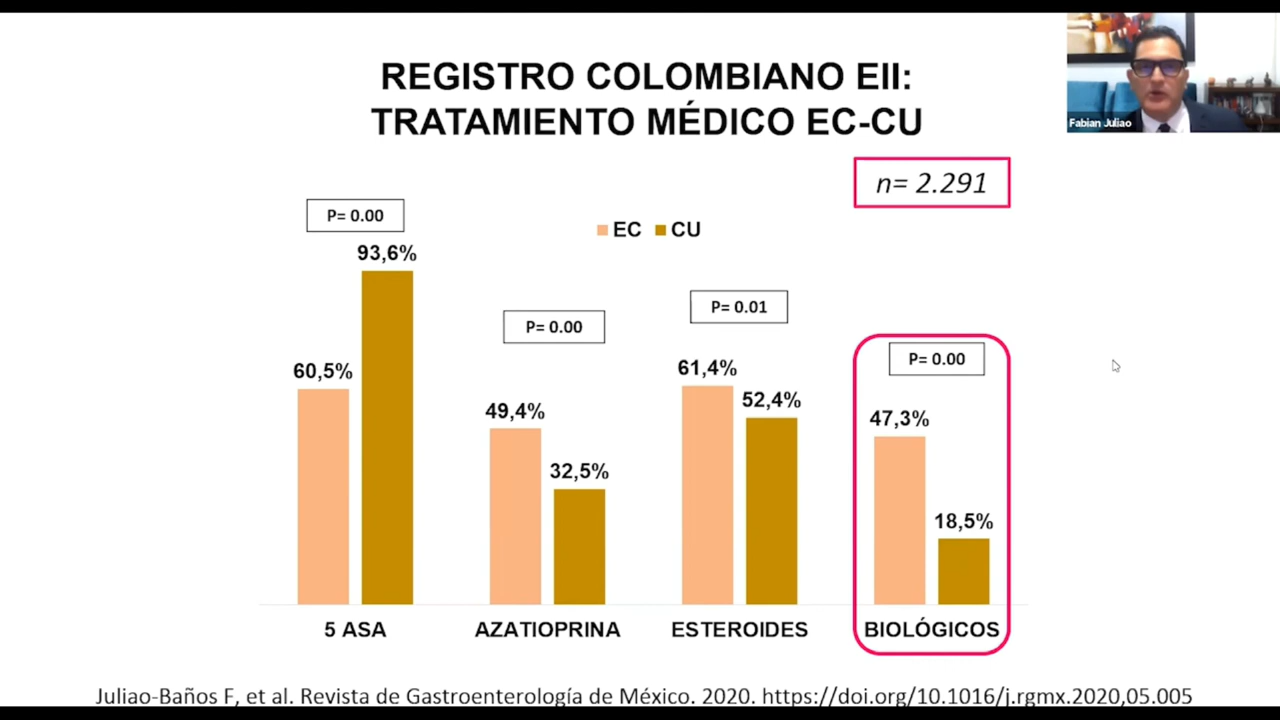 REGISTRO COLOMBIANO EII:
TRATAMIENTO MÉDICO EC-CU
Fabian Juliao
n= 2.291
EC CU
P= 0.00
93,6%
60,5%
P= 0.00
49,4%
32,5%
P= 0.01
61,4%
52,4%
P= 0.00
47,3%
18,5%
5 ASA AZATIOPRINA ESTEROIDES BIOLÓGICOS
Juliao-Baños F, et al. Revista de Gastroenterología de México. 2020. https://doi.org/10.1016/j.rgmx.2020,05.005